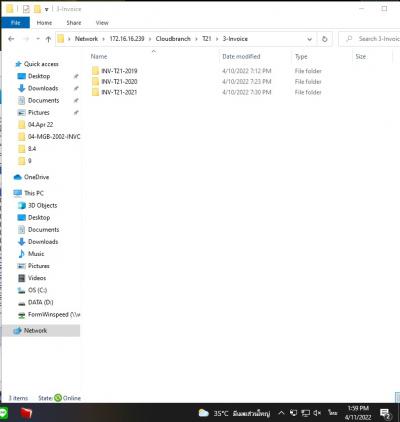 3-Invoice
File Home Share View
Network > 172.16.16.239 > Cloudbranch > T21 > 3-Invoice
Search 3-Invoice
Name Date modified Type Size
INV-T21-2019 4/10/2022 7:12 PM File folder
INV-T21-2020 4/10/2022 7:23 PM File folder
INV-T21-2021 4/10/2022 7:30 PM File folder
Quick access
Desktop
Downloads
Documents
Pictures
04.Apr 22
04-MGB-2002-INVC
8.4
9
OneDrive
This PC
3D Objects
Desktop
Documents
Downloads
Music
Pictures
Videos
OS (C:)
DATA (D:)
FormWinspeed (\\w
Network
3 items State: Online
35°C มีเมฆส่วนใหญ่ ไทย 1:59 PM
4/11/2022
2